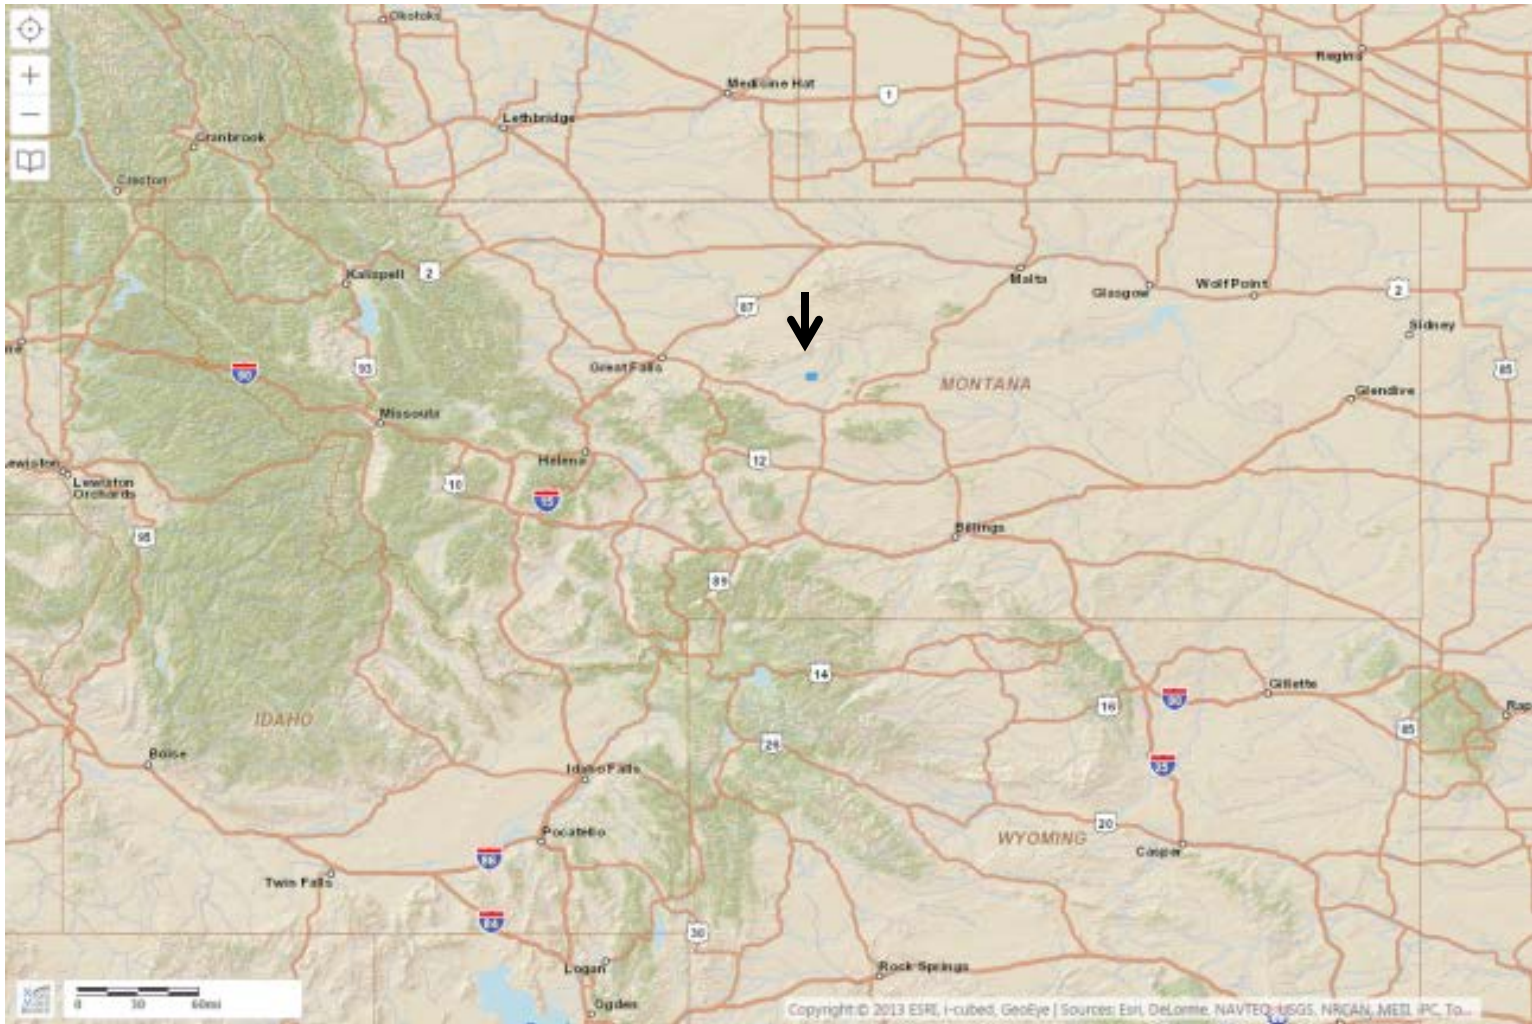 Okotoks
Regina
Medicine Hat
1
Lethbridge
Cranbrook
Creston
Kalispell
2
Malta
Glasgow
Wolf Point
2
87
Sidney
Great Falls
93
90
85
MONTANA
Glendive
Missoula
Helena
12
Lewiston
Orchards
10
15
Billings
95
89
14
Gillette
16
90
IDAHO
26
85
Boise
Idaho Falls
25
Pocatello
20
WYOMING
Casper
86
Twin Falls
84
30
Logan
Rock Springs
0 30 60mi
Ogden
Copyright:© 2013 ESRI, i-cubed, GeoEye | Sources: Esri, DeLorme, NAVTEQ, USGS, NRCAN, METI, iPC, To...